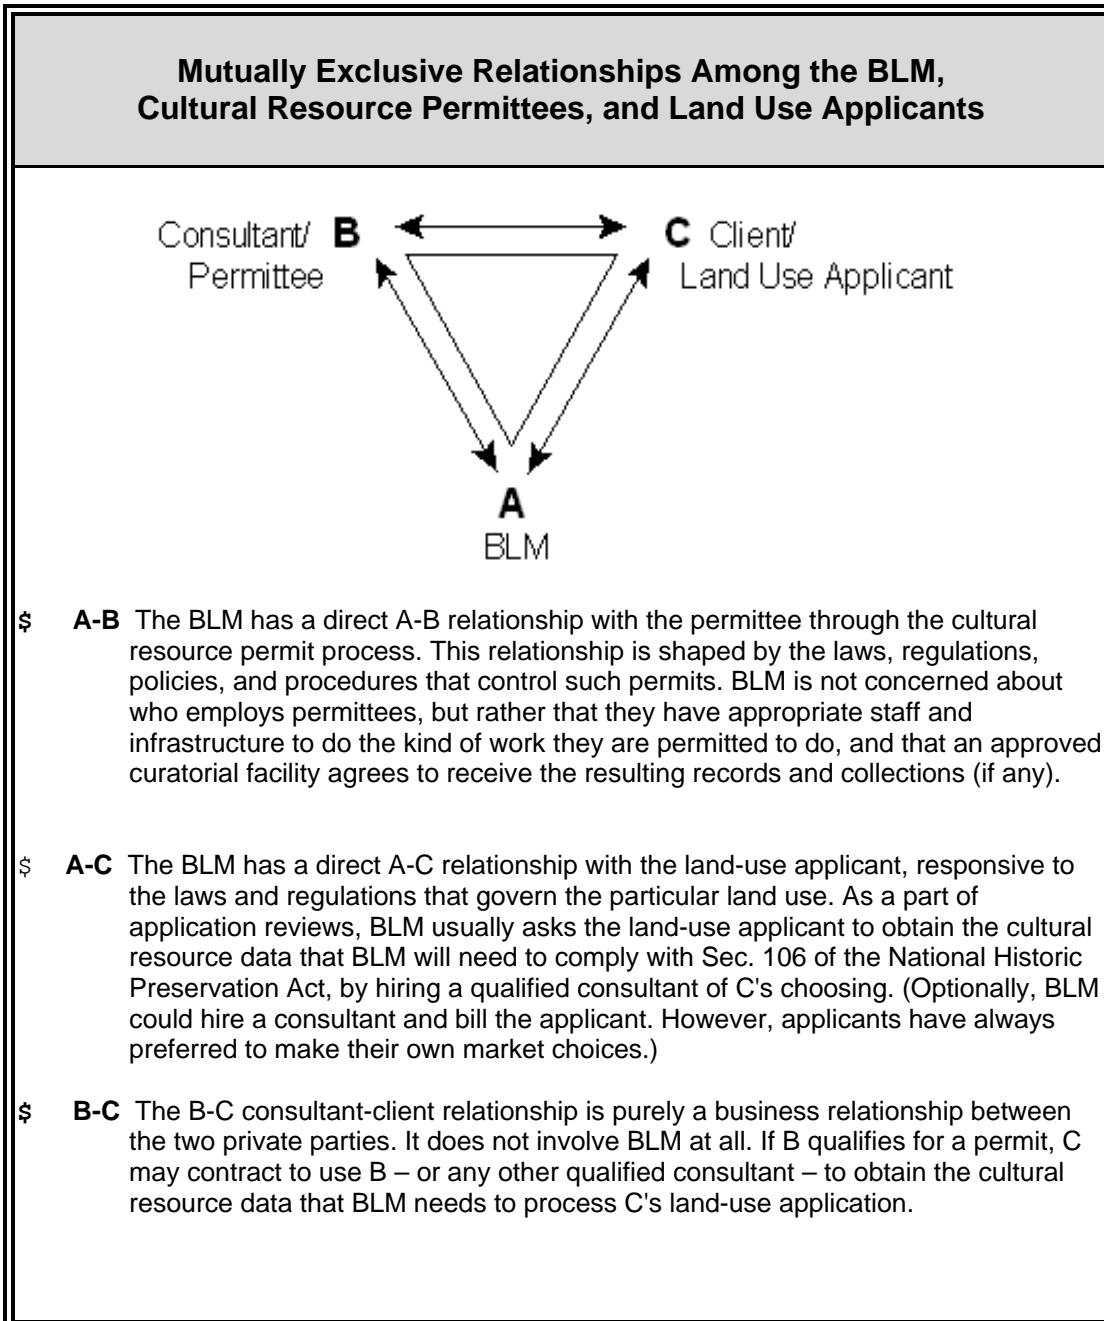 Mutually Exclusive Relationships Among the BLM,
Cultural Resource Permittees, and Land Use Applicants
Consultant/ B
Permittee
C Client/
Land Use Applicant
A
BLM
$ A-B The BLM has a direct A-B relationship with the permittee through the cultural
resource permit process. This relationship is shaped by the laws, regulations,
policies, and procedures that control such permits. BLM is not concerned about
who employs permittees, but rather that they have appropriate staff and
infrastructure to do the kind of work they are permitted to do, and that an approved
curatorial facility agrees to receive the resulting records and collections (if any).
$ A-C The BLM has a direct A-C relationship with the land-use applicant, responsive to
the laws and regulations that govern the particular land use. As a part of
application reviews, BLM usually asks the land-use applicant to obtain the cultural
resource data that BLM will need to comply with Sec. 106 of the National Historic
Preservation Act, by hiring a qualified consultant of C's choosing. (Optionally, BLM
could hire a consultant and bill the applicant. However, applicants have always
preferred to make their own market choices.)
$ B-C The B-C consultant-client relationship is purely a business relationship between
the two private parties. It does not involve BLM at all. If B qualifies for a permit, C
may contract to use B – or any other qualified consultant – to obtain the cultural
resource data that BLM needs to process C's land-use application.